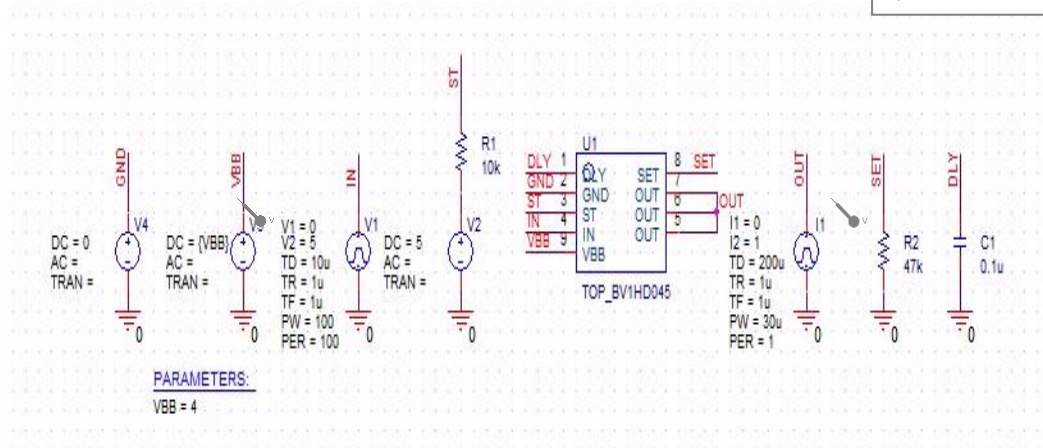 GND
V4
DC = 0
AC =
TRAN =
0
VBB
DC = {VBB}
AC =
TRAN =
0
V
IN
V1
V1 = 0
V2 = 5
TD = 10u
TR = 1u
TF = 1u
PW = 100
PER = 100
0
ST
R1
10k
V2
DC = 5
AC =
TRAN =
0
U1
DLY 1 DLY
GND 2 GND
ST 3 ST
IN 4 IN
VBB 9 VBB
SET 8 SET
OUT 7
OUT 6 OUT
OUT 5
TOP_BV1HD045
OUT
I1
I1 = 0
I2 = 1
TD = 200u
TR = 1u
TF = 1u
PW = 30u
PER = 1
0
V
SET
R2
47k
0
DLY
C1
0.1u
0
PARAMETERS:
VBB = 4